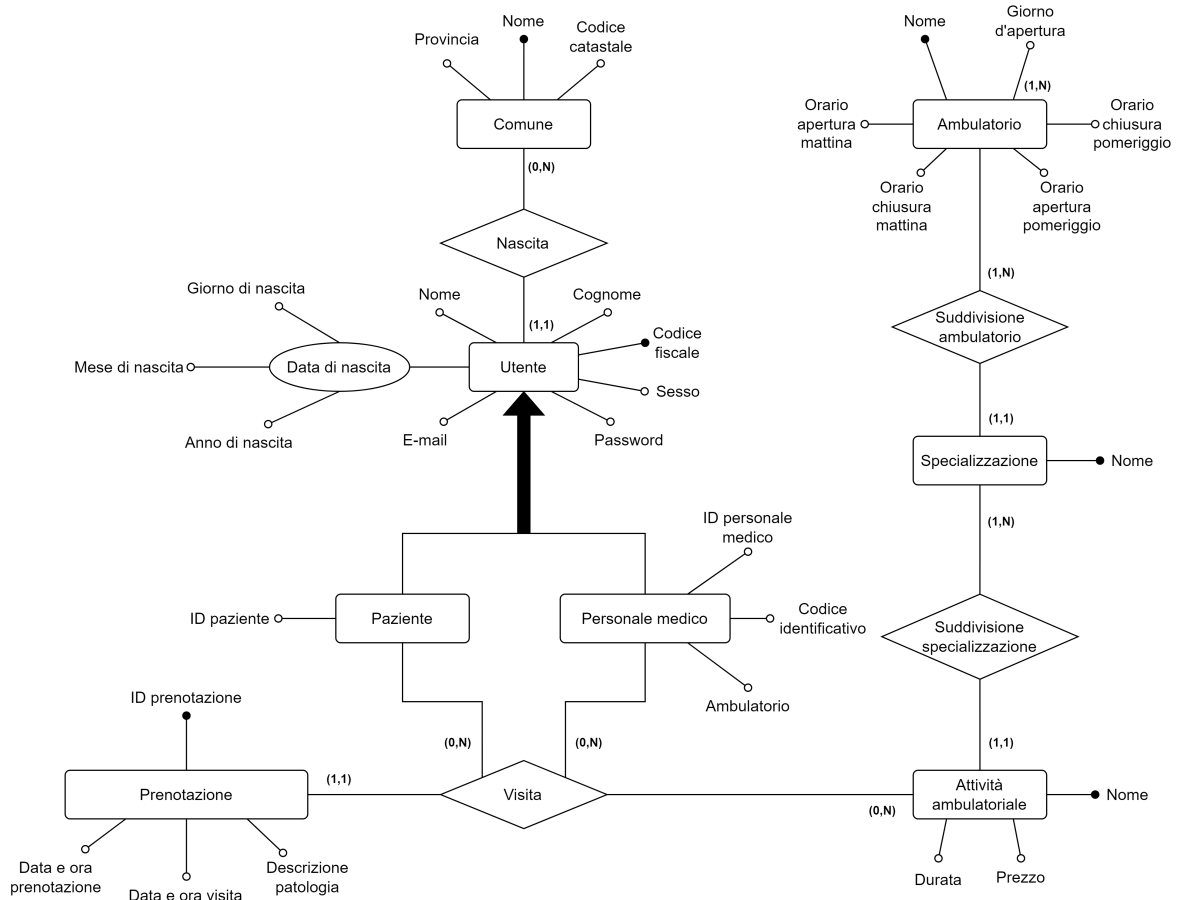 Nome
Provincia
Codice
catastale
Comune
(0,N)
Nascita
(1,1)
Nome
Cognome
Giorno di nascita
Mese di nascita
Anno di nascita
Data di nascita
Utente
Codice
fiscale
Sesso
E-mail
Password
ID paziente
Paziente
ID personale
medico
Personale medico
Codice
identificativo
Ambulatorio
(0,N)
(0,N)
ID prenotazione
Prenotazione
(1,1)
Visita
(0,N)
Data e ora
prenotazione
Data e ora visita
Descrizione
patologia
Nome
Giorno
d'apertura
(1,N)
Orario
apertura
mattina
Ambulatorio
Orario
chiusura
pomeriggio
Orario
chiusura
mattina
Orario
apertura
pomeriggio
(1,N)
Suddivisione
ambulatorio
(1,1)
Specializzazione
Nome
(1,N)
Suddivisione
specializzazione
(1,1)
Attività
ambulatoriale
Nome
Durata
Prezzo